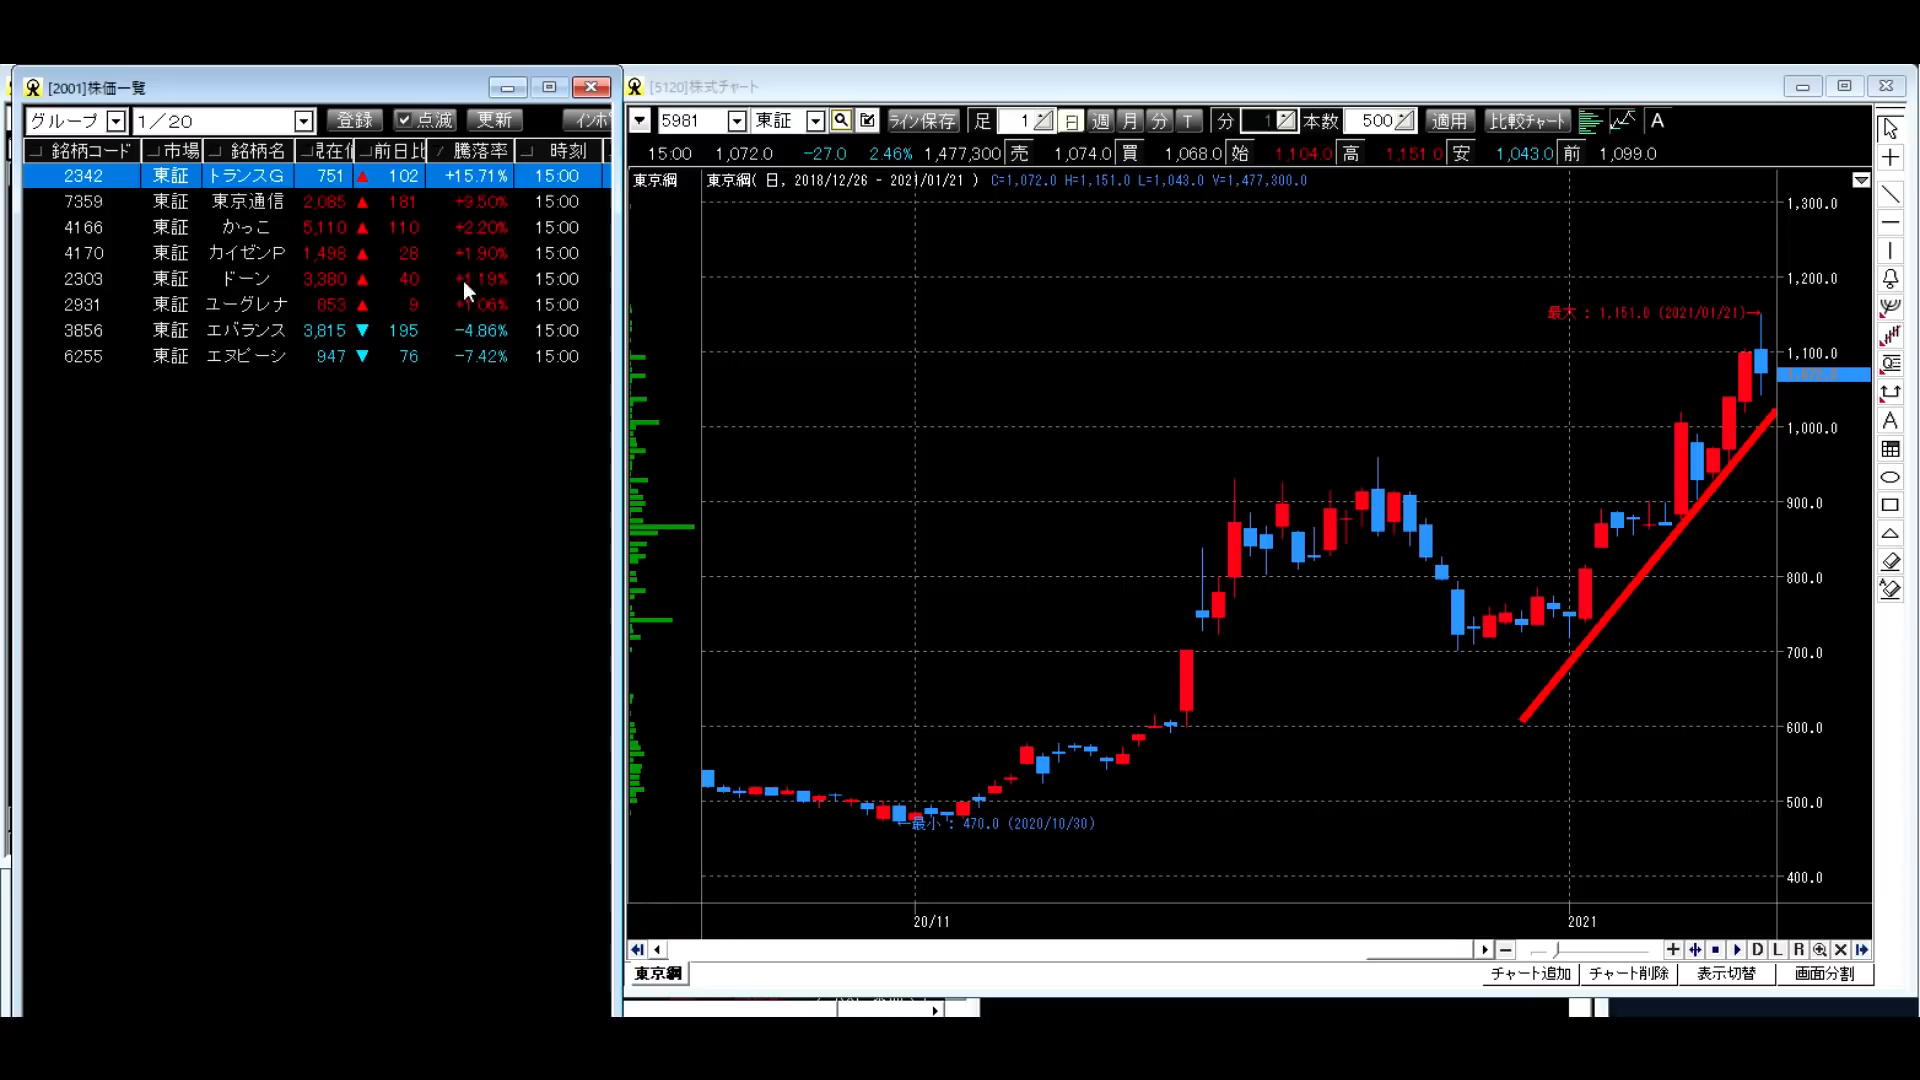 [2001]株価一覧
グループ 1／20 登録 点滅 更新 ｲﾝﾎﾟ
銘柄コード 市場 銘柄名 現在値 前日比 騰落率 時刻
2342 東証 トランスＧ 751 ▲ 102 +15.71% 15:00
7359 東証 東京通信 2,085 ▲ 181 +9.50% 15:00
4166 東証 かっこ 5,110 ▲ 110 +2.20% 15:00
4170 東証 カイゼンＰ 1,498 ▲ 28 +1.90% 15:00
2303 東証 ドーン 3,380 ▲ 40 +1.19% 15:00
2931 東証 ユーグレナ 853 ▲ 9 +1.06% 15:00
3856 東証 エバランス 3,815 ▼ 195 -4.86% 15:00
6255 東証 エヌピーシ 947 ▼ 76 -7.42% 15:00
[5120]株式チャート
5981 東証 ﾗｲﾝ保存 足 1 日 週 月 分 T 分 1 本数 500 適用 比較ﾁｬｰﾄ A
15:00 1,072.0 -27.0 2.46% 1,477,300 売 1,074.0 買 1,068.0 始 1,104.0 高 1,151.0 安 1,043.0 前 1,099.0
東京綱
東京綱( 日, 2018/12/26 - 2021/01/21 ) C=1,072.0 H=1,151.0 L=1,043.0 V=1,477,300.0
1,300.0
1,200.0
最大 : 1,151.0 (2021/01/21)→
1,100.0
1,072.0
1,000.0
900.0
800.0
700.0
600.0
500.0
←最小 : 470.0 (2020/10/30)
400.0
20/11 2021
D L R
東京綱 チャート追加 チャート削除 表示切替 画面分割